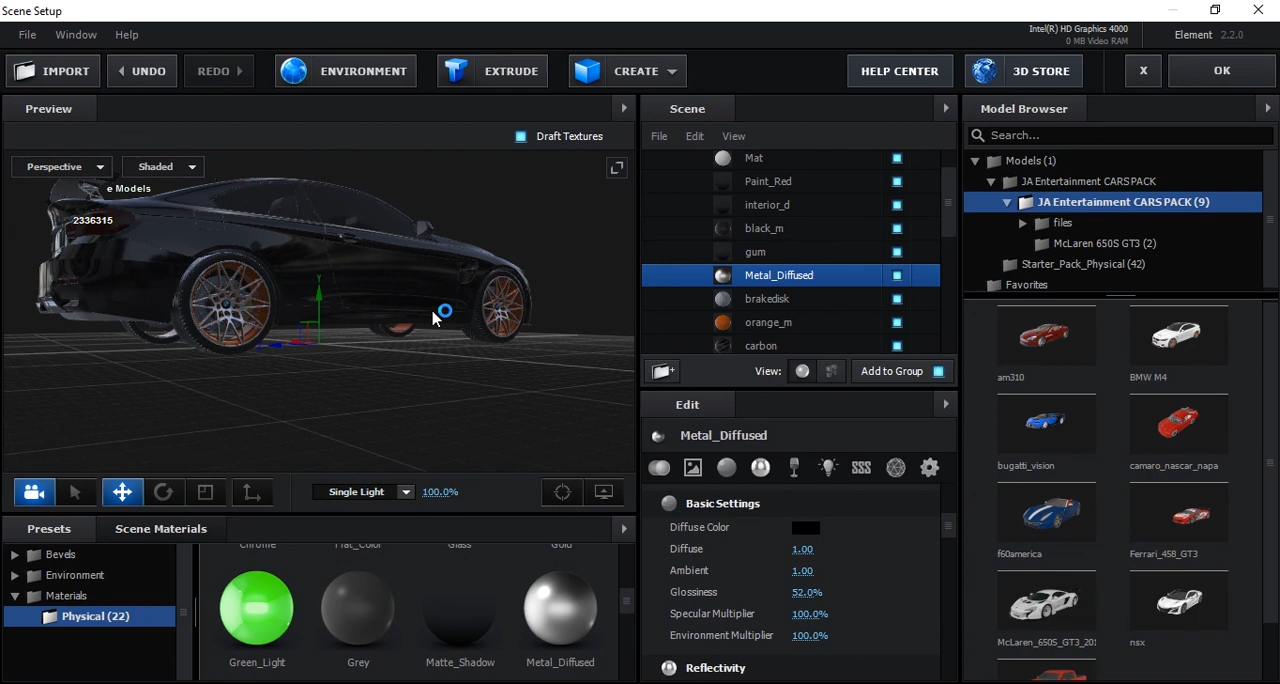 Scene Setup
File Window Help
Intel(R) HD Graphics 4000
0 MB Video RAM
Element 2.2.0
IMPORT UNDO REDO ENVIRONMENT EXTRUDE CREATE HELP CENTER 3D STORE X OK
Preview
Draft Textures
Perspective Shaded
e Models
2336315
Single Light 100.0%
Presets Scene Materials
Bevels
Environment
Materials
Physical (22)
Chrome Flat_Color Glass Gold
Green_Light Grey Matte_Shadow Metal_Diffused
Scene
File Edit View
Mat
Paint_Red
interior_d
black_m
gum
Metal_Diffused
brakedisk
orange_m
carbon
View: Add to Group
Edit
Metal_Diffused
Basic Settings
Diffuse Color
Diffuse 1.00
Ambient 1.00
Glossiness 52.0%
Specular Multiplier 100.0%
Environment Multiplier 100.0%
Reflectivity
Model Browser
Search...
Models (1)
JA Entertainment CARS PACK
JA Entertainment CARS PACK (9)
files
McLaren 650S GT3 (2)
Starter_Pack_Physical (42)
Favorites
am310 BMW M4
bugatti_vision camaro_nascar_napa
f60america Ferrari_458_GT3
McLaren_650S_GT3_201 nsx